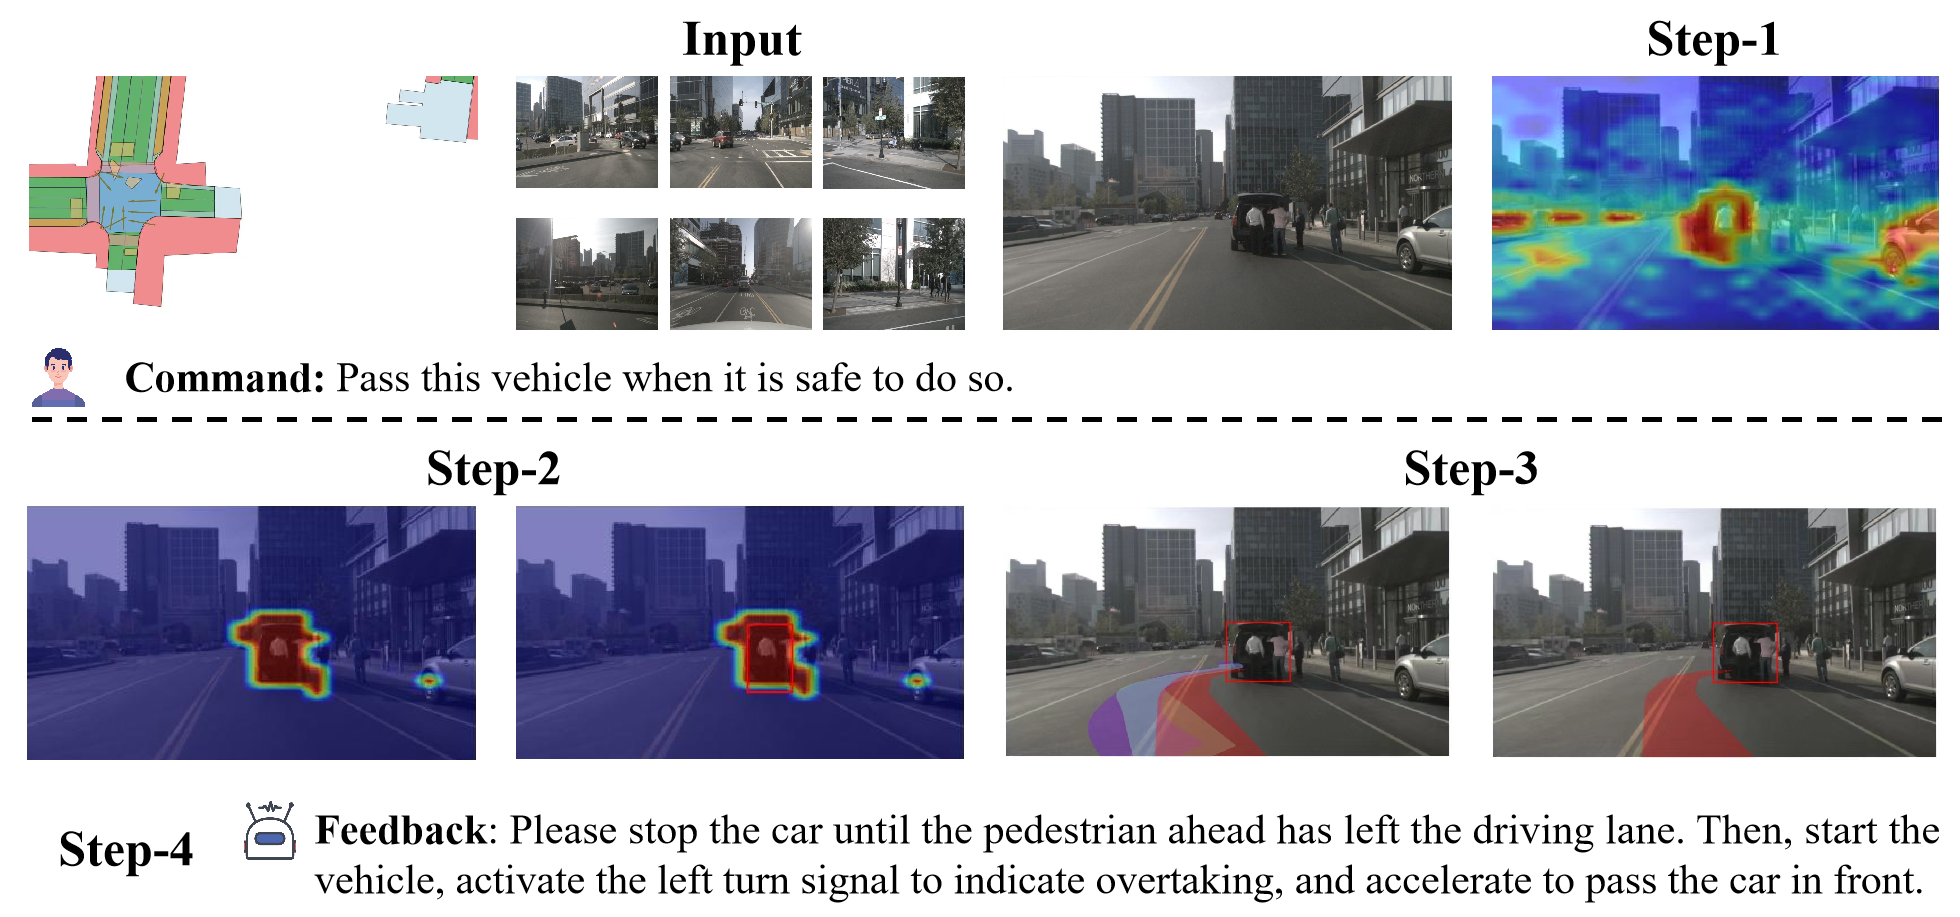 Input
Step-1
NORTHERN
Command: Pass this vehicle when it is safe to do so.
Step-2
Step-3
Step-4
Feedback: Please stop the car until the pedestrian ahead has left the driving lane. Then, start the
vehicle, activate the left turn signal to indicate overtaking, and accelerate to pass the car in front.